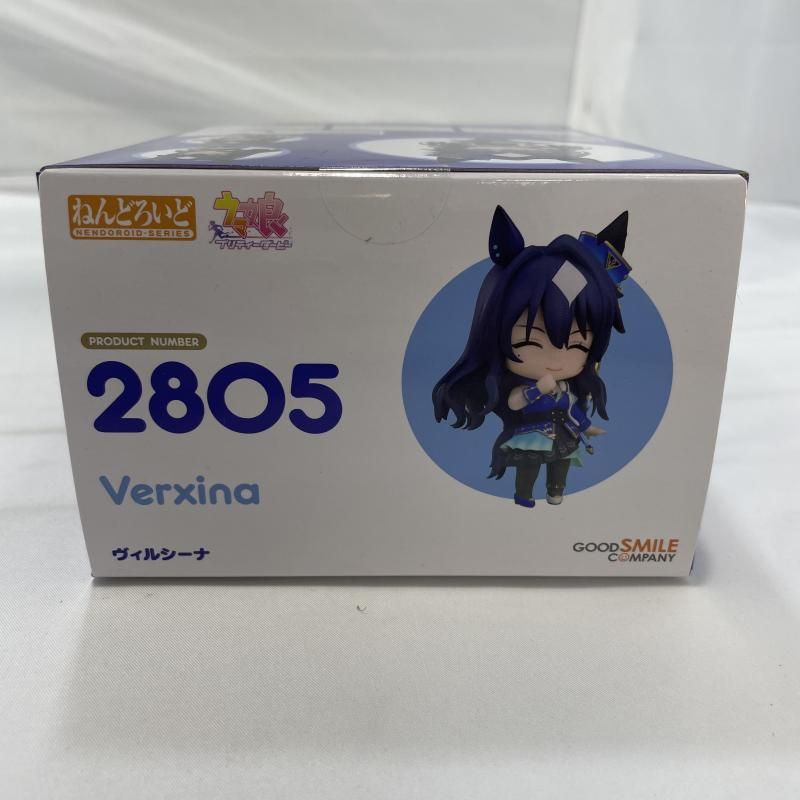 ねんどろいど
NENDOROID-SERIES
ウマ娘
プリティーダービー
PRODUCT NUMBER
2805
Verxina
ヴィルシーナ
GOOD SMILE
COMPANY